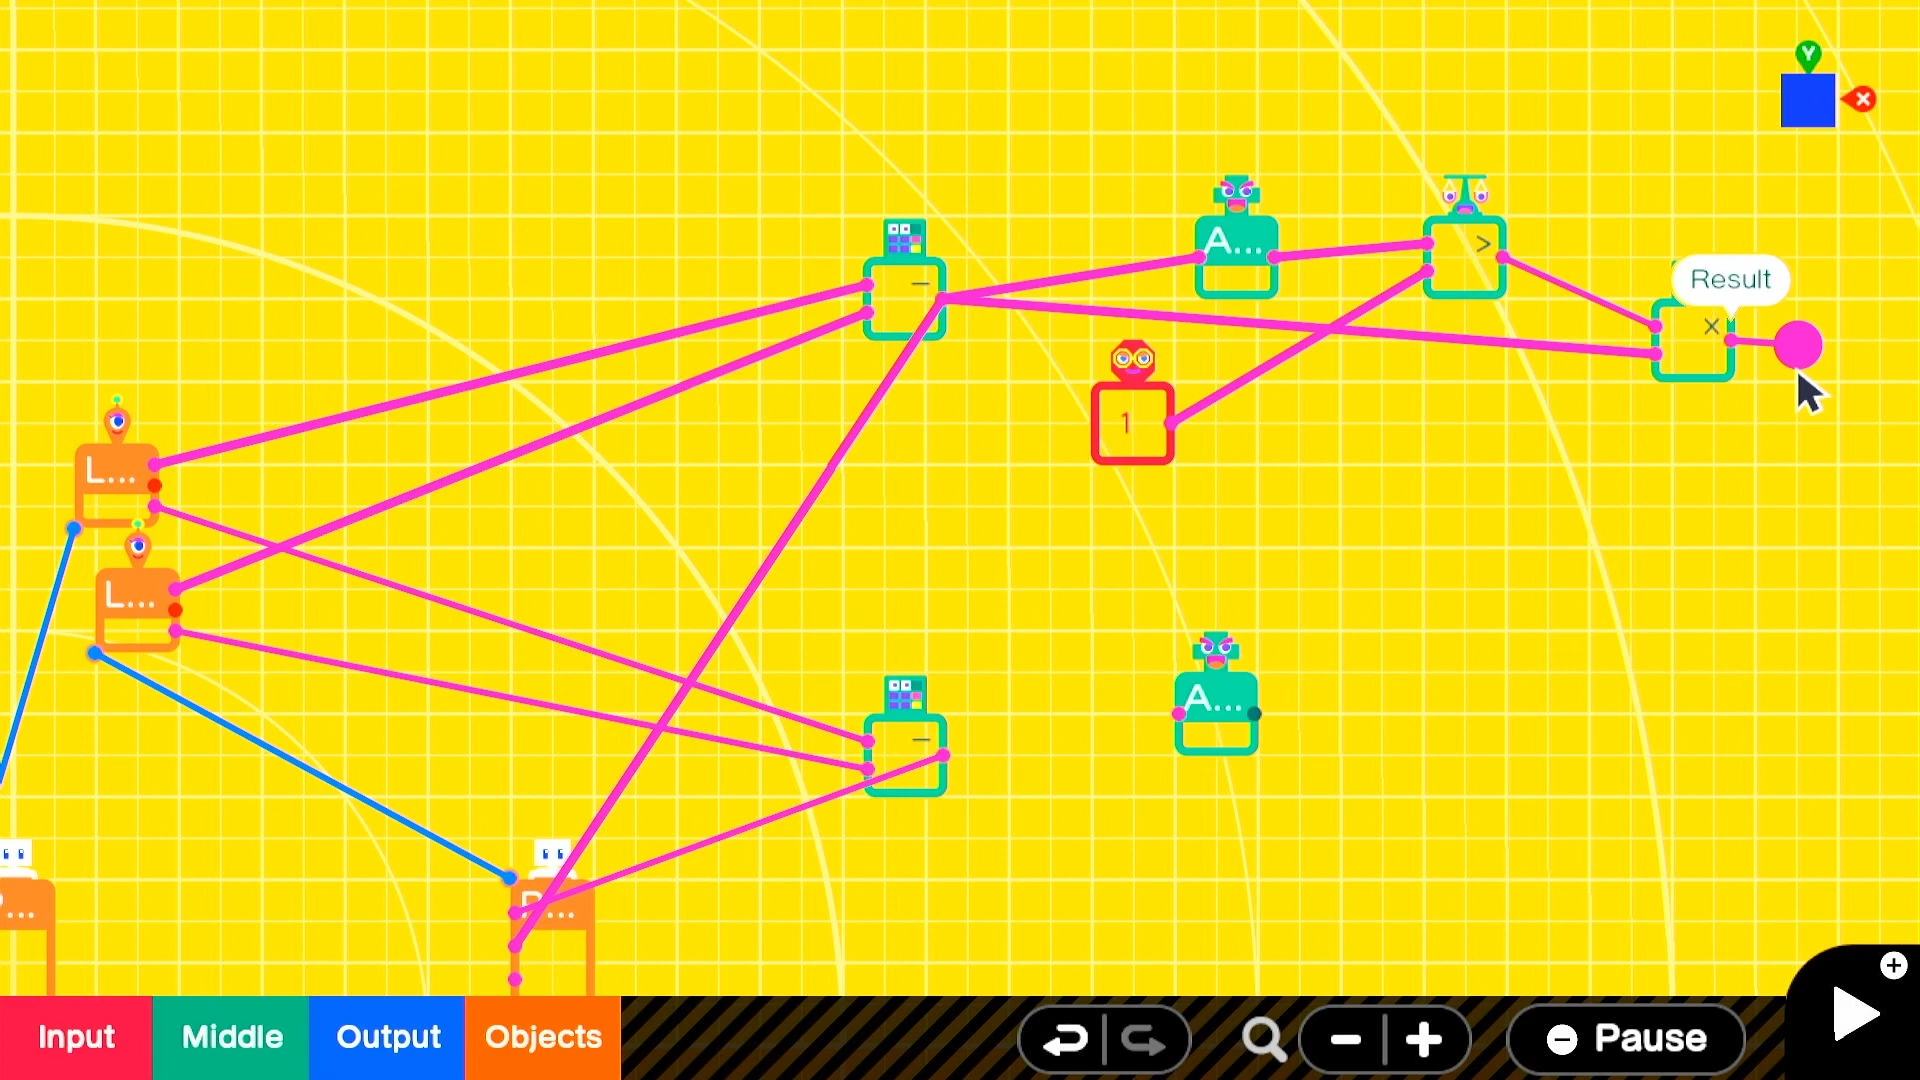 Y
X
A...
>
Result
−
×
1
L...
L...
A...
−
Input
Middle
Output
Objects
Pause